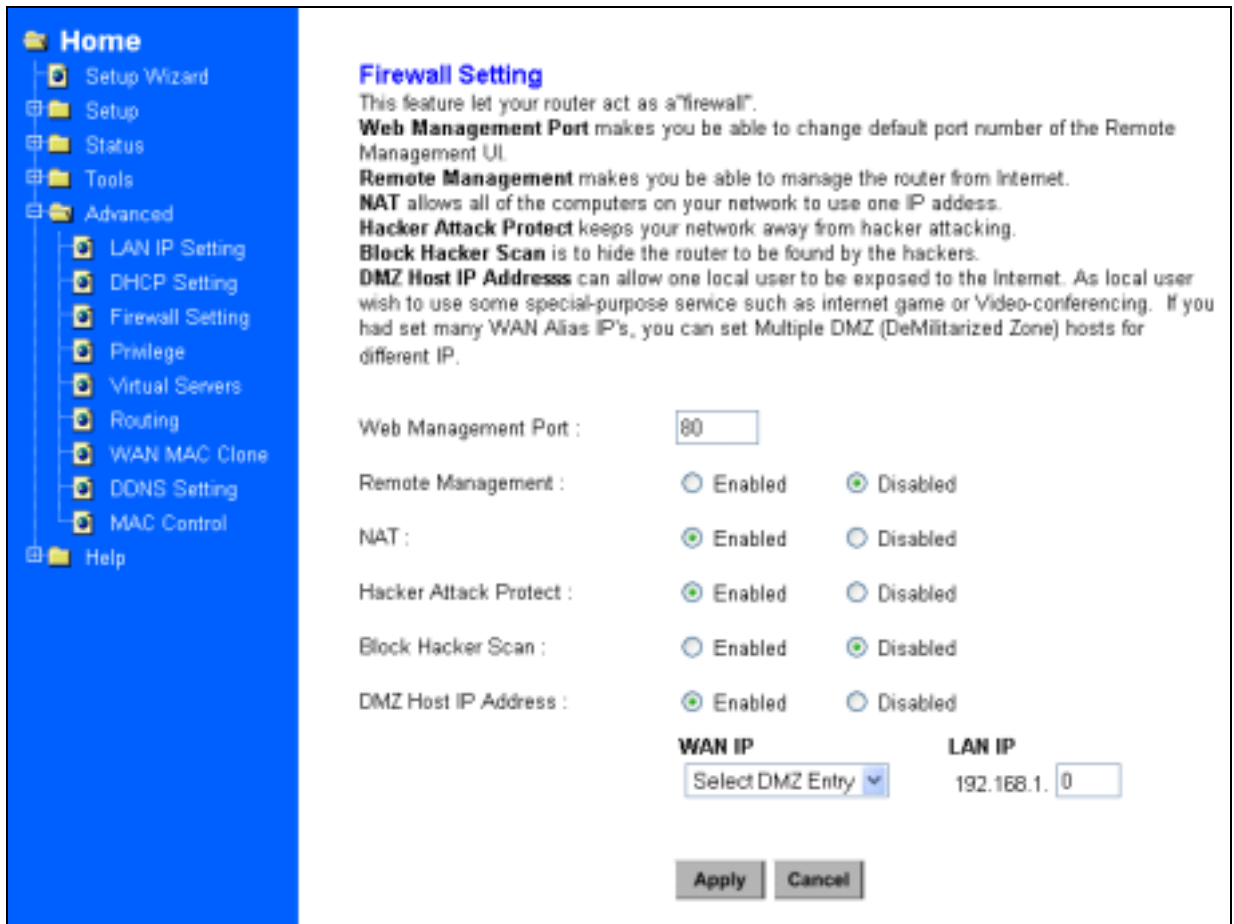 Home
Setup Wizard
Setup
Status
Tools
Advanced
LAN IP Setting
DHCP Setting
Firewall Setting
Privilege
Virtual Servers
Routing
WAN MAC Clone
DDNS Setting
MAC Control
Help
Firewall Setting
This feature let your router act as a"firewall".
Web Management Port makes you be able to change default port number of the Remote
Management UI.
Remote Management makes you be able to manage the router from Internet.
NAT allows all of the computers on your network to use one IP addess.
Hacker Attack Protect keeps your network away from hacker attacking.
Block Hacker Scan is to hide the router to be found by the hackers.
DMZ Host IP Addresss can allow one local user to be exposed to the Internet. As local user
wish to use some special-purpose service such as internet game or Video-conferencing. If you
had set many WAN Alias IP's, you can set Multiple DMZ (DeMilitarized Zone) hosts for
different IP.
Web Management Port : 80
Remote Management : Enabled Disabled
NAT : Enabled Disabled
Hacker Attack Protect : Enabled Disabled
Block Hacker Scan : Enabled Disabled
DMZ Host IP Address : Enabled Disabled
WAN IP LAN IP
Select DMZ Entry 192.168.1. 0
Apply Cancel